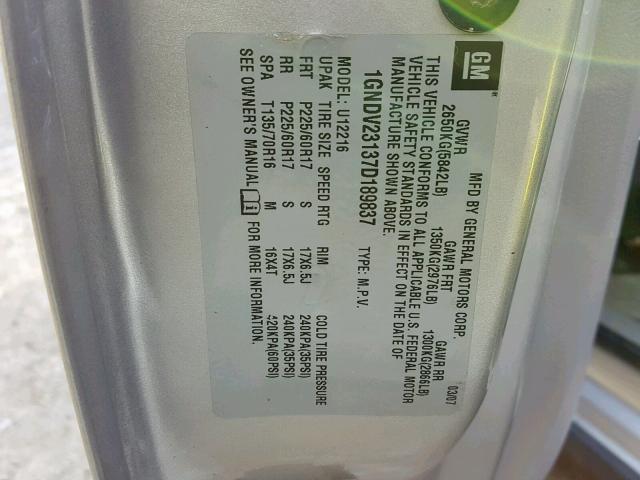 GM
MFD BY GENERAL MOTORS CORP. 03/07
GVWR GAWR FRT GAWR RR
2650KG(5842LB) 1350KG(2976LB) 1300KG(2866LB)
THIS VEHICLE CONFORMS TO ALL APPLICABLE U.S. FEDERAL MOTOR
VEHICLE SAFETY STANDARDS IN EFFECT ON THE DATE OF
MANUFACTURE SHOWN ABOVE.
1GNDV23137D189837 TYPE: M.P.V.
MODEL: U12216
UPAK TIRE SIZE SPEED RTG RIM COLD TIRE PRESSURE
FRT P225/60R17 S 17X6.5J 240KPA(35PSI)
RR P225/60R17 S 17X6.5J 240KPA(35PSI)
SPA T135/70R16 M 16X4T 420KPA(60PSI)
SEE OWNER'S MANUAL FOR MORE INFORMATION.